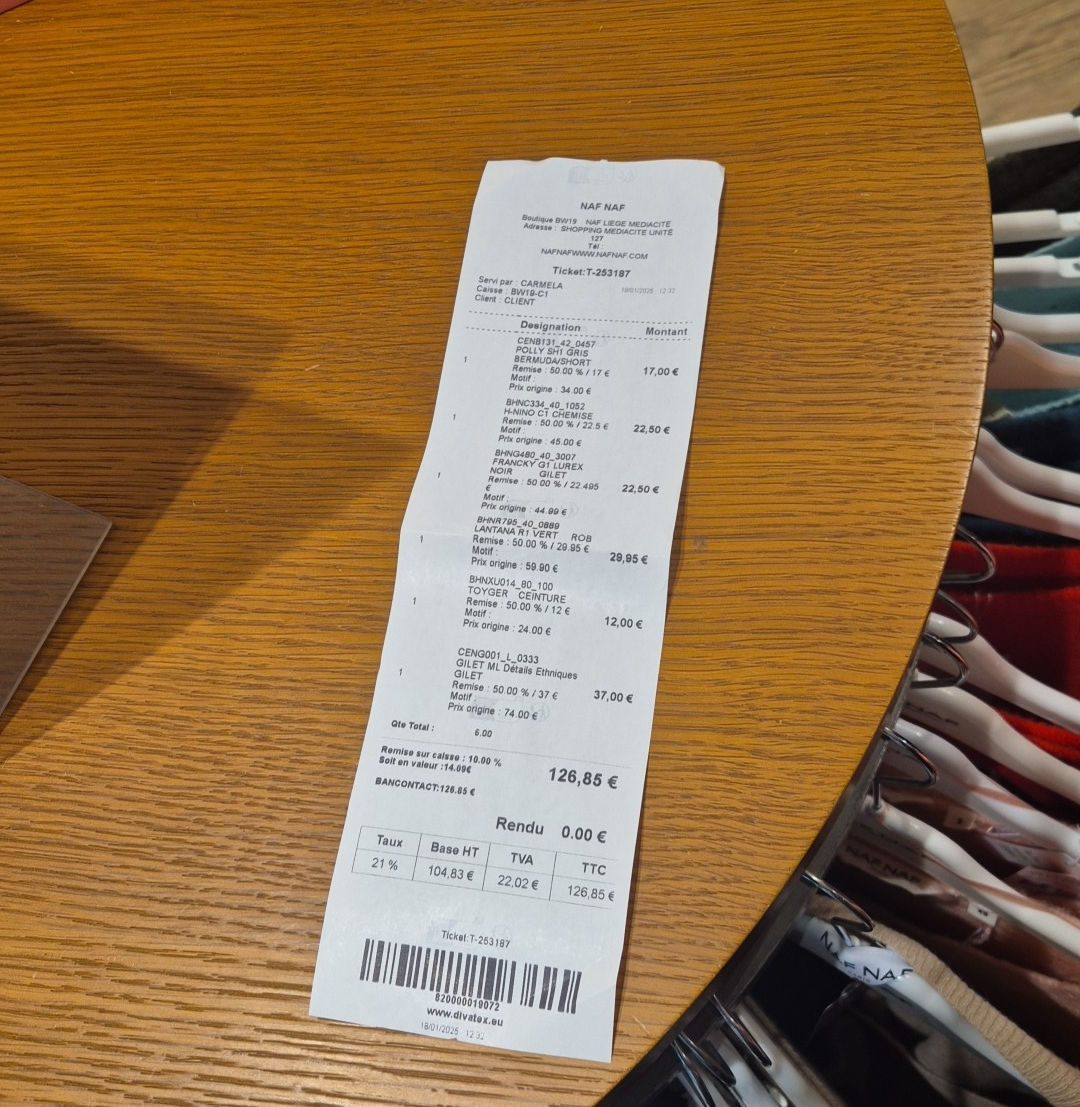 NAF NAF
Boutique BW19 NAF LIEGE MEDIACITE
Adresse : SHOPPING MEDIACITE UNITÉ
127
Tél :
NAFNAFWWW.NAFNAF.COM
Ticket:T-253187
Servi par : CARMELA
Caisse : BW19-C1 18/01/2025 12:32
Client : CLIENT
Designation Montant
CENB131_42_0457
POLLY SH1 GRIS
1 BERMUDA/SHORT
Remise : 50.00 % / 17 € 17,00 €
Motif :
Prix origine : 34.00 €
BHNC334_40_1052
1 H-NINO C1 CHEMISE
Remise : 50.00 % / 22.5 € 22,50 €
Motif :
Prix origine : 45.00 €
BHNG480_40_3007
FRANCKY G1 LUREX
1 NOIR GILET
Remise : 50.00 % / 22.495 22,50 €
€
Motif :
Prix origine : 44.99 €
BHNR795_40_0889
LANTANA R1 VERT ROB
1 Remise : 50.00 % / 29.95 € 29,95 €
Motif :
Prix origine : 59.90 €
BHNXU014_80_100
TOYGER CEINTURE
1 Remise : 50.00 % / 12 € 12,00 €
Motif :
Prix origine : 24.00 €
CENG001_L_0333
GILET ML Détails Ethniques
1 GILET
Remise : 50.00 % / 37 € 37,00 €
Motif :
Prix origine : 74.00 €
Qte Total : 6.00
Remise sur caisse : 10.00 %
Soit en valeur :14.09€ 126,85 €
BANCONTACT:126.85 €
Rendu 0.00 €
Taux Base HT TVA TTC
21 % 104,83 € 22,02 € 126,85 €
Ticket:T-253187
820000019072
www.divatex.eu
18/01/2025 12:32
NAF NAF
NAF NAF